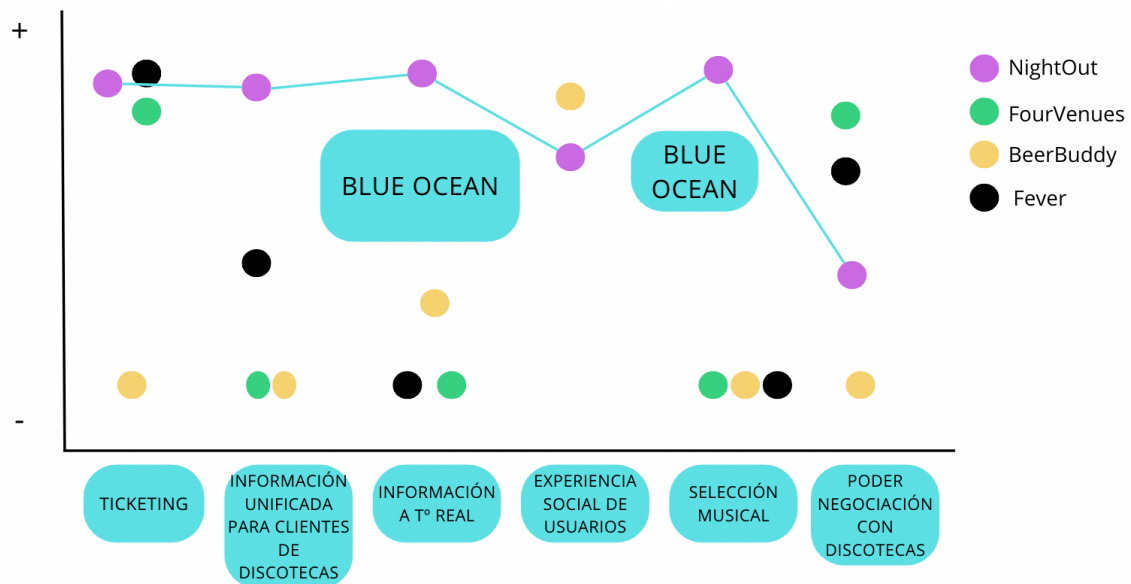 +
-
NightOut
FourVenues
BeerBuddy
Fever
BLUE OCEAN
BLUE
OCEAN
TICKETING
INFORMACIÓN
UNIFICADA
PARA CLIENTES
DE
DISCOTECAS
INFORMACIÓN
A Tº REAL
EXPERIENCIA
SOCIAL DE
USUARIOS
SELECCIÓN
MUSICAL
PODER
NEGOCIACIÓN
CON
DISCOTECAS